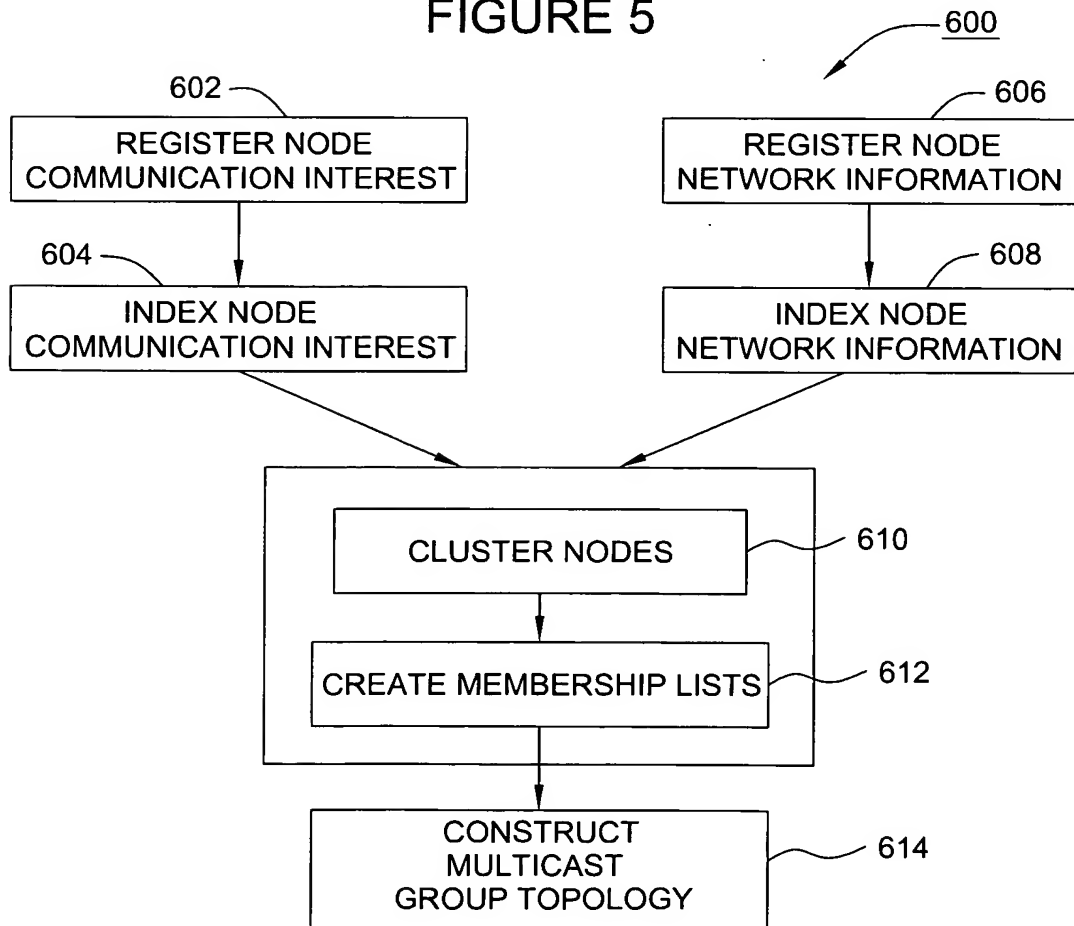 FIGURE 5
600
602
606
REGISTER NODE
COMMUNICATION INTEREST
REGISTER NODE
NETWORK INFORMATION
604
608
INDEX NODE
COMMUNICATION INTEREST
INDEX NODE
NETWORK INFORMATION
CLUSTER NODES
610
CREATE MEMBERSHIP LISTS
612
CONSTRUCT
MULTICAST
GROUP TOPOLOGY
614